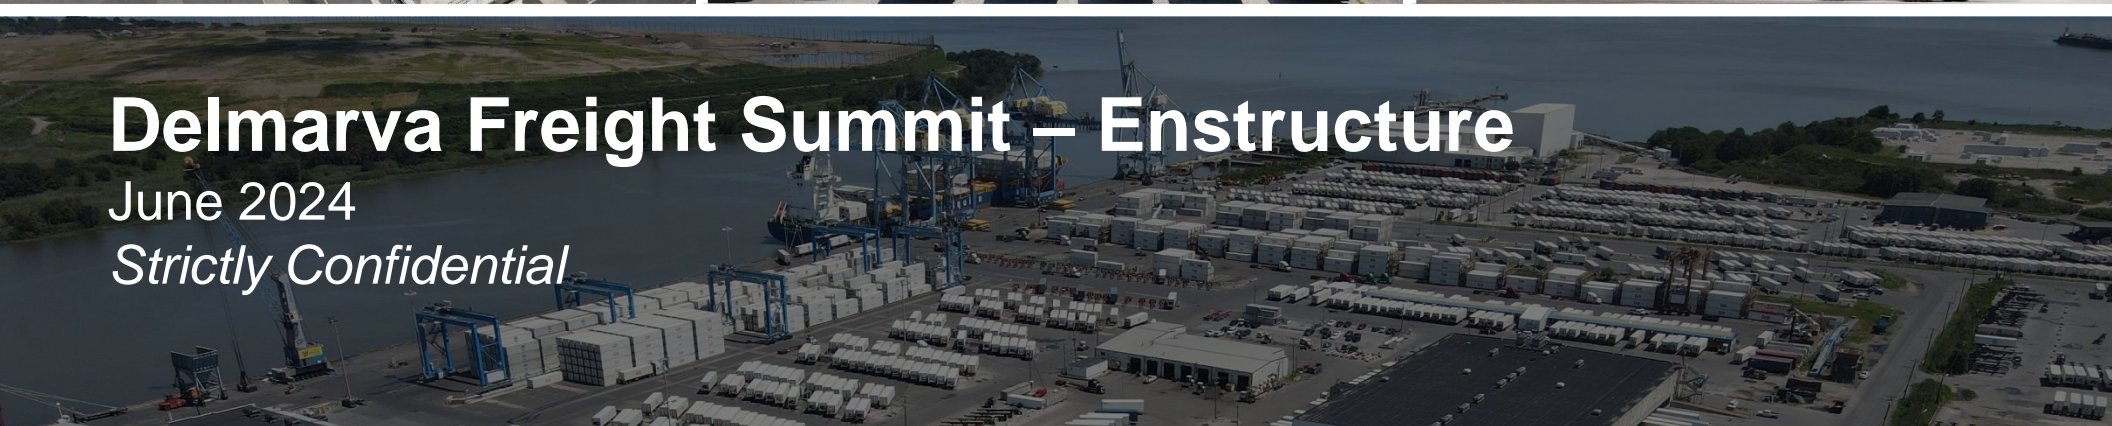 Delmarva Freight Summit – Enstructure
June 2024
Strictly Confidential